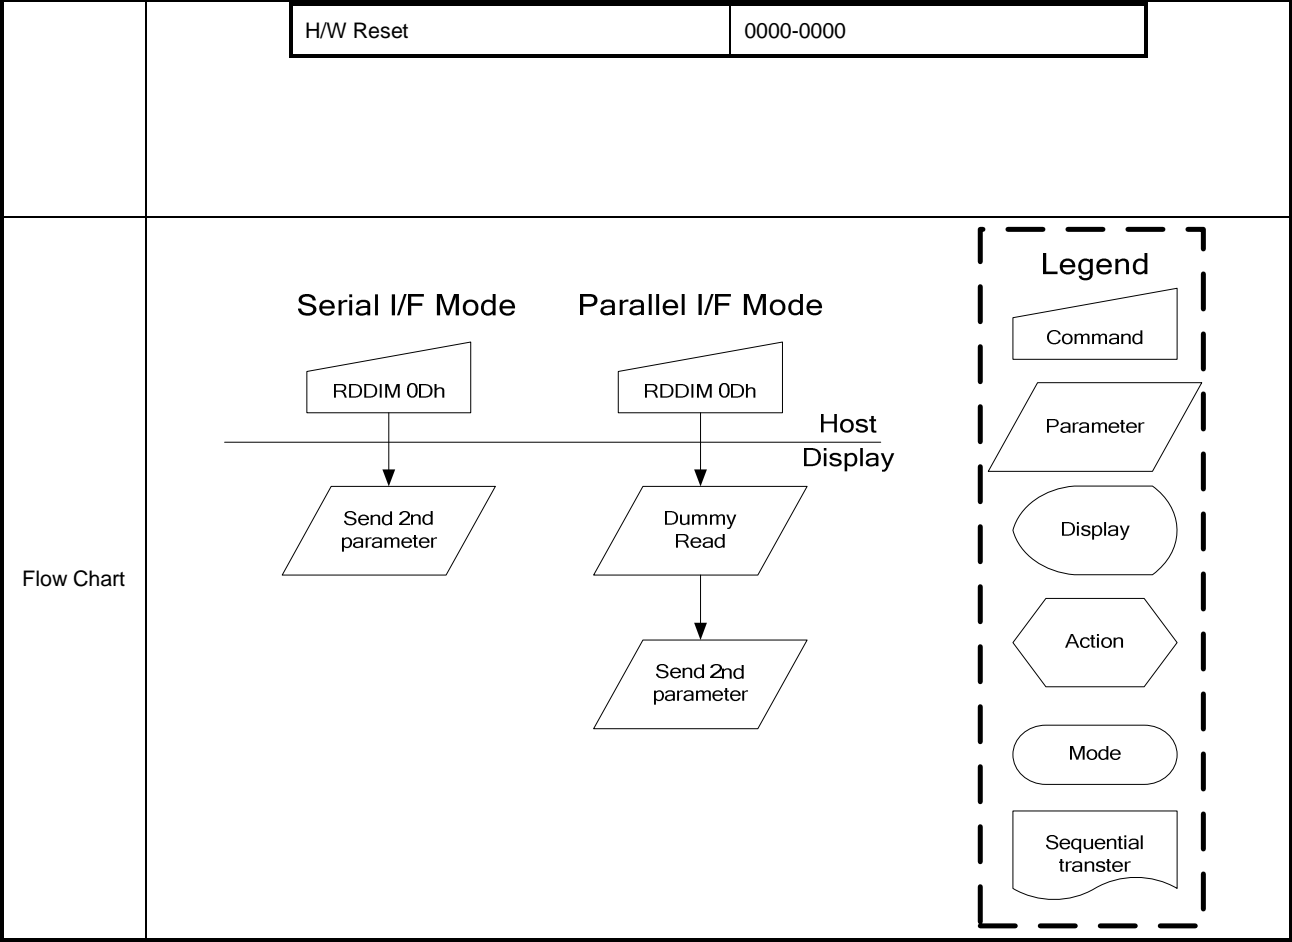 H/W Reset 0000-0000
Flow Chart
Serial I/F Mode
Parallel I/F Mode
RDDIM 0Dh
RDDIM 0Dh
Host
Display
Send 2nd
parameter
Dummy
Read
Send 2nd
parameter
Legend
Command
Parameter
Display
Action
Mode
Sequential
transter